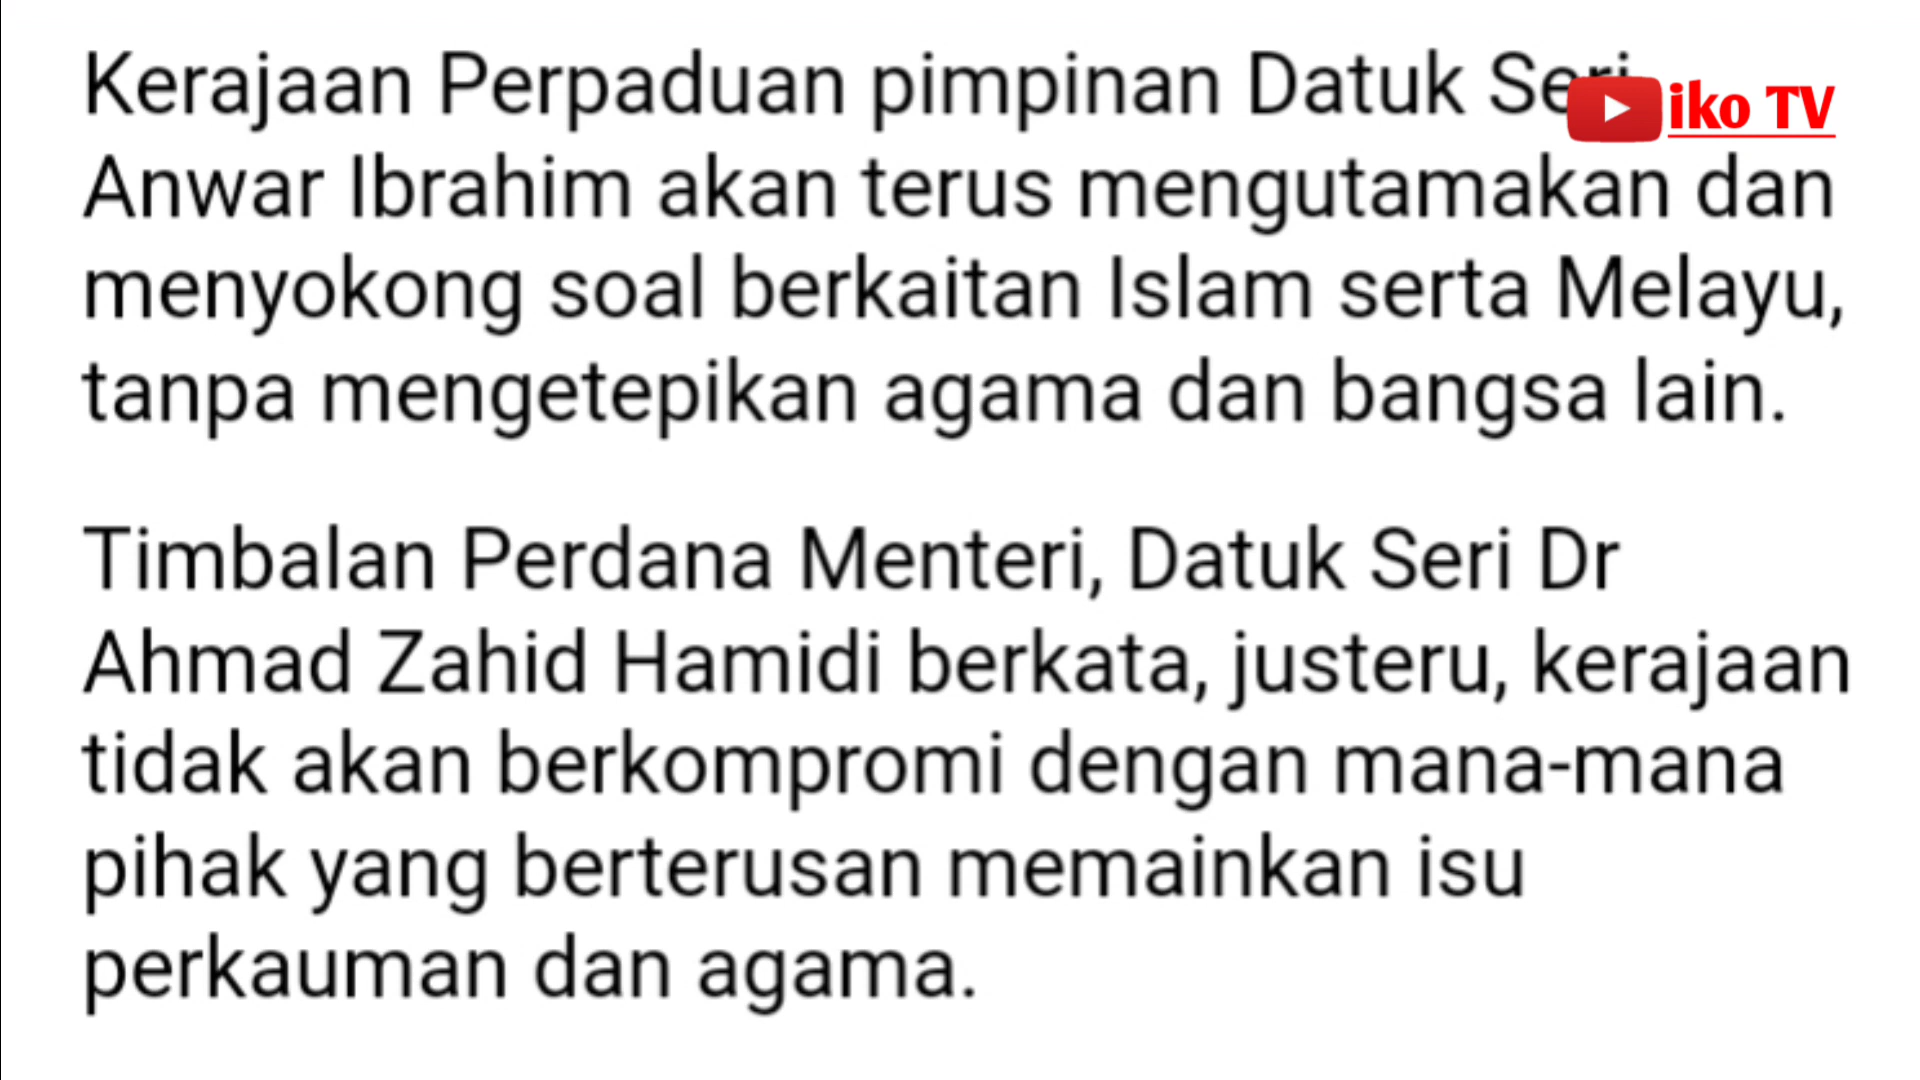 Kerajaan Perpaduan pimpinan Datuk Seri
iko TV
Anwar Ibrahim akan terus mengutamakan dan
menyokong soal berkaitan Islam serta Melayu,
tanpa mengetepikan agama dan bangsa lain.
Timbalan Perdana Menteri, Datuk Seri Dr
Ahmad Zahid Hamidi berkata, justeru, kerajaan
tidak akan berkompromi dengan mana-mana
pihak yang berterusan memainkan isu
perkauman dan agama.